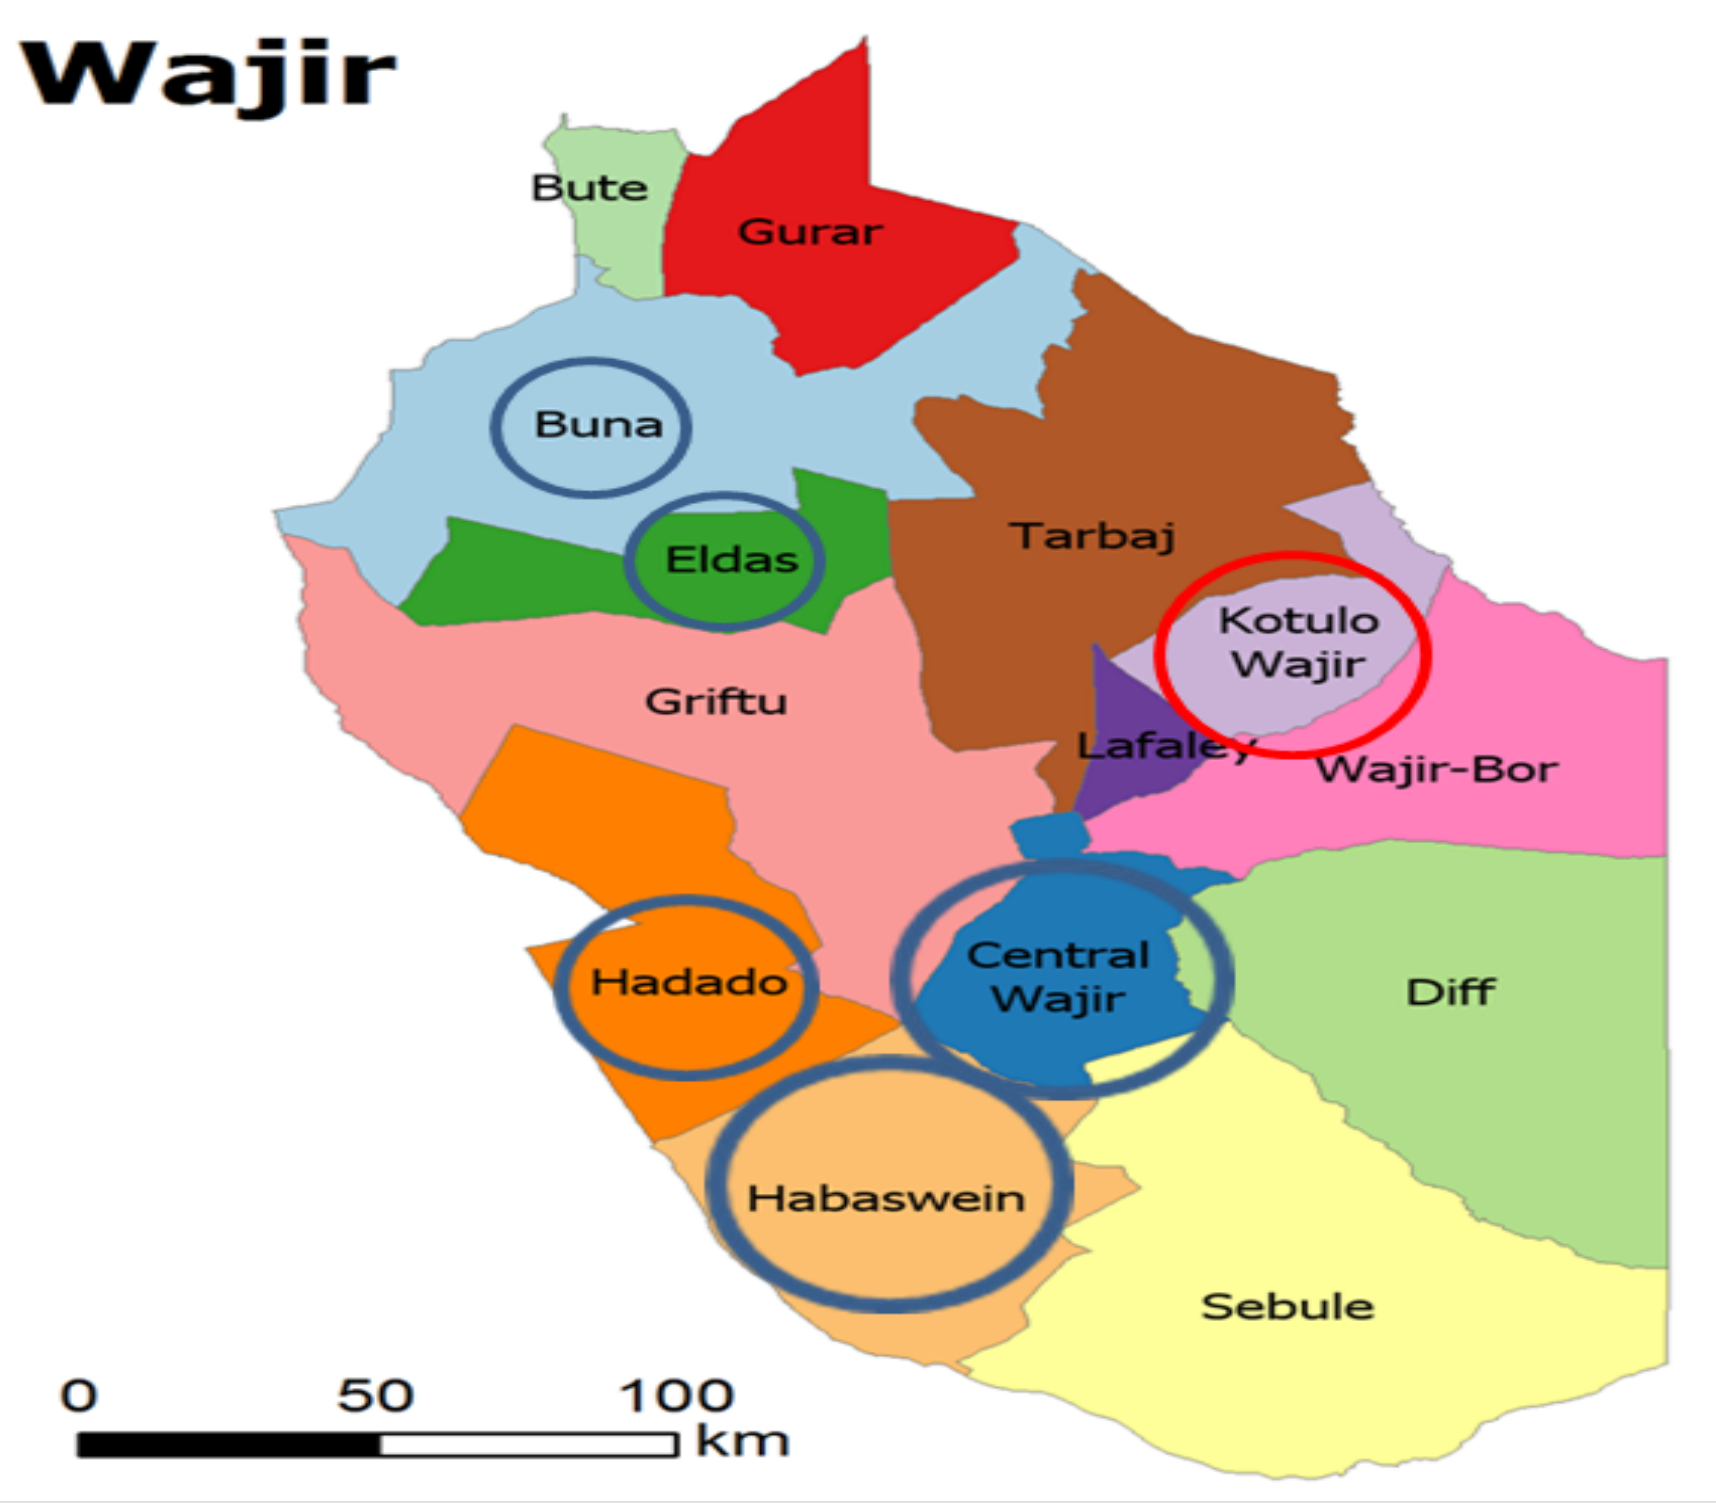 Wajir
Bute
Gurar
Buna
Eldas
Tarbaj
Kotulo
Wajir
Griftu
Lafaley
Wajir-Bor
Central
Wajir
Hadado
Diff
Habaswein
Sebule
0 50 100
km